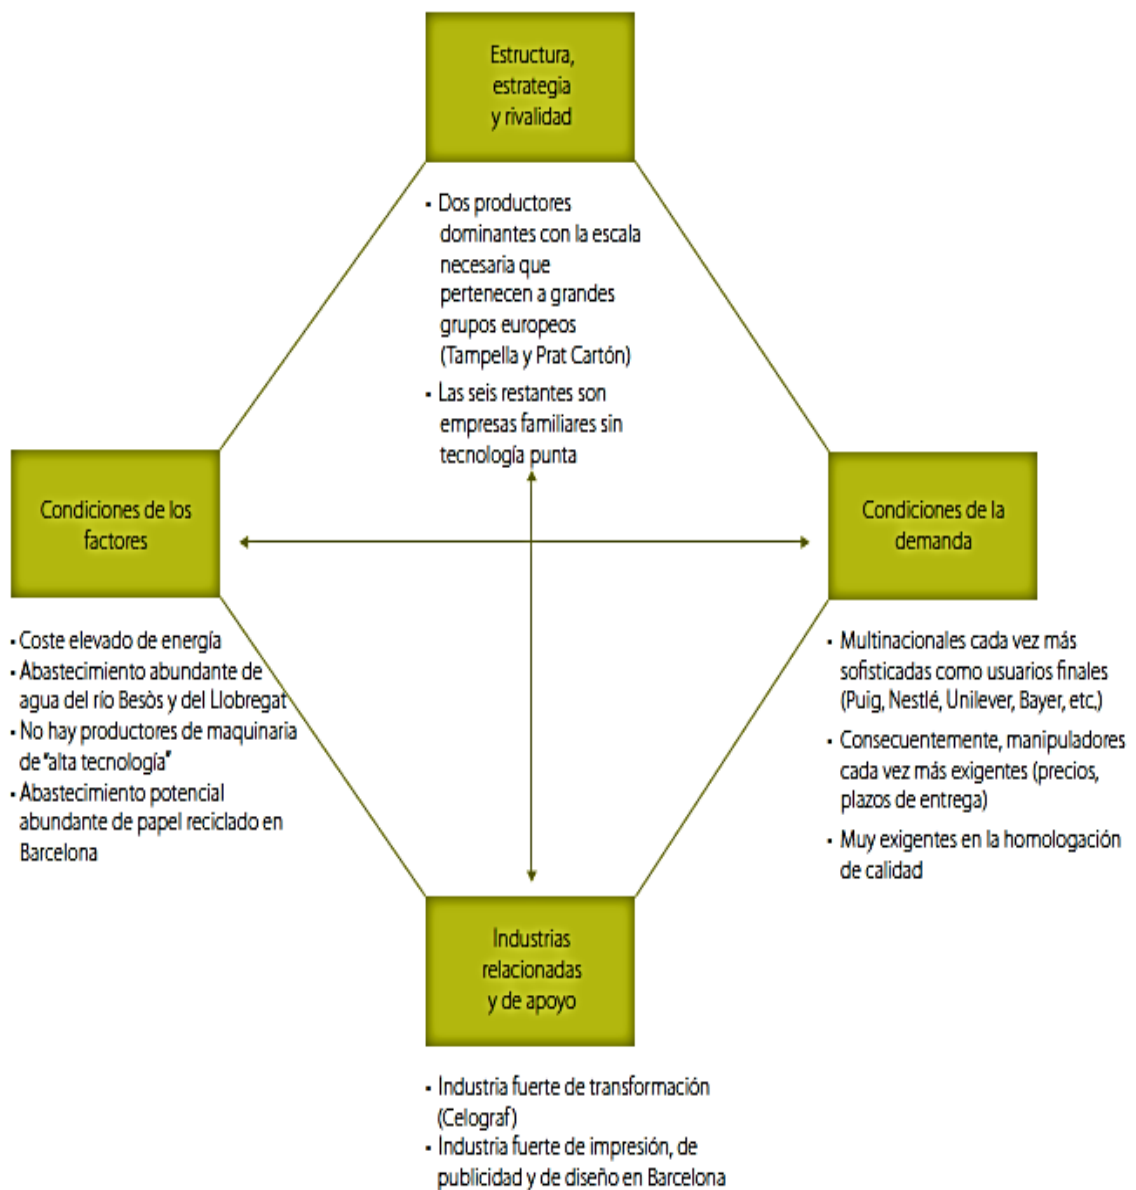 Estructura,
estrategia
y rivalidad
▪ Dos productores
dominantes con la escala
necesaria que
pertenecen a grandes
grupos europeos
(Tampella y Prat Cartón)
▪ Las seis restantes son
empresas familiares sin
tecnología punta
Condiciones de los
factores
▪ Coste elevado de energía
▪ Abastecimiento abundante de
agua del río Besòs y del Llobregat
▪ No hay productores de maquinaria
de "alta tecnología"
▪ Abastecimiento potencial
abundante de papel reciclado en
Barcelona
Condiciones de la
demanda
▪ Multinacionales cada vez más
sofisticadas como usuarios finales
(Puig, Nestlé, Unilever, Bayer, etc.)
▪ Consecuentemente, manipuladores
cada vez más exigentes (precios,
plazos de entrega)
▪ Muy exigentes en la homologación
de calidad
Industrias
relacionadas
y de apoyo
▪ Industria fuerte de transformación
(Celograf)
▪ Industria fuerte de impresión, de
publicidad y de diseño en Barcelona